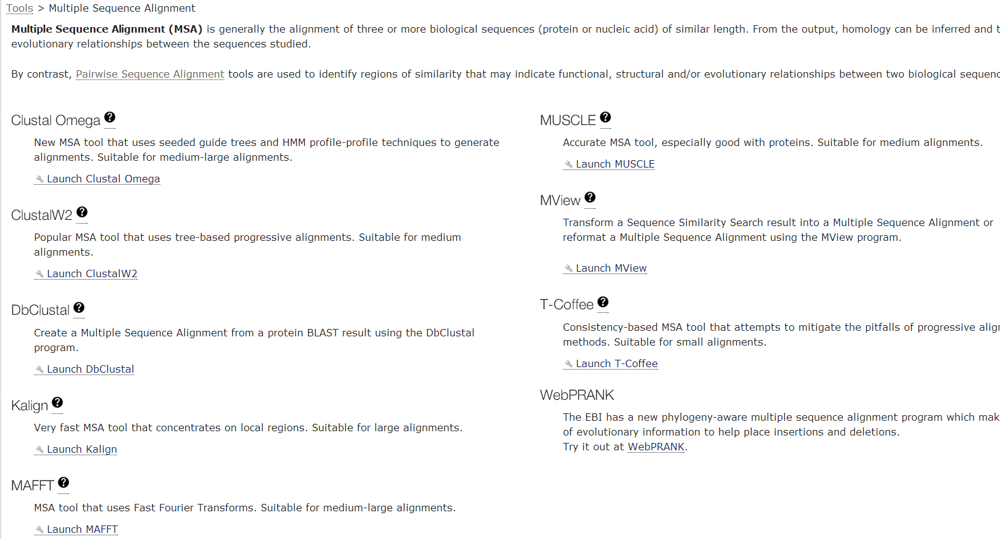 Tools > Multiple Sequence Alignment
Multiple Sequence Alignment (MSA) is generally the alignment of three or more biological sequences (protein or nucleic acid) of similar length. From the output, homology can be inferred and
evolutionary relationships between the sequences studied.
By contrast, Pairwise Sequence Alignment tools are used to identify regions of similarity that may indicate functional, structural and/or evolutionary relationships between two biological
Clustal Omega ?
New MSA tool that uses seeded guide trees and HMM profile-profile techniques to generate
alignments. Suitable for medium-large alignments.
Launch Clustal Omega
ClustalW2 ?
Popular MSA tool that uses tree-based progressive alignments. Suitable for medium
alignments.
Launch ClustalW2
DbClustal ?
Create a Multiple Sequence Alignment from a protein BLAST result using the DbClustal
program.
Launch DbClustal
Kalign ?
Very fast MSA tool that concentrates on local regions. Suitable for large alignments.
Launch Kalign
MAFFT ?
MSA tool that uses Fast Fourier Transforms. Suitable for medium-large alignments.
Launch MAFFT
MUSCLE ?
Accurate MSA tool, especially good with proteins. Suitable for medium alignments.
Launch MUSCLE
MView ?
Transform a Sequence Similarity Search result into a Multiple Sequence Alignment or
reformat a Multiple Sequence Alignment using the MView program.
Launch MView
T-Coffee ?
Consistency-based MSA tool that attempts to mitigate the pitfalls of progressive
methods. Suitable for small alignments.
Launch T-Coffee
WebPRANK
The EBI has a new phylogeny-aware multiple sequence alignment program which
of evolutionary information to help place insertions and deletions.
Try it out at WebPRANK.